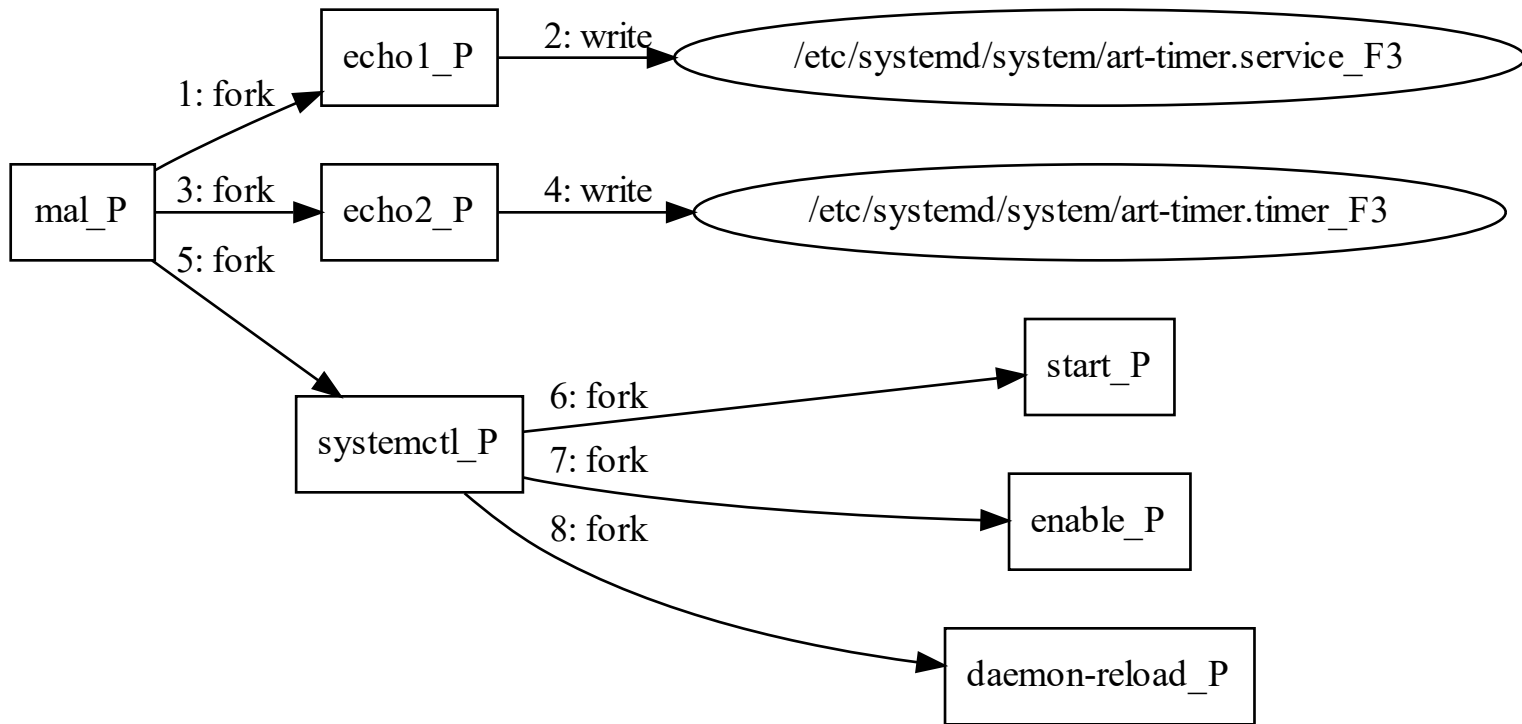 echo1_P
2: write
/etc/systemd/system/art-timer.service_F3
1: fork
mal_P
3: fork
echo2_P
4: write
/etc/systemd/system/art-timer.timer_F3
5: fork
systemctl_P
6: fork
start_P
7: fork
enable_P
8: fork
daemon-reload_P